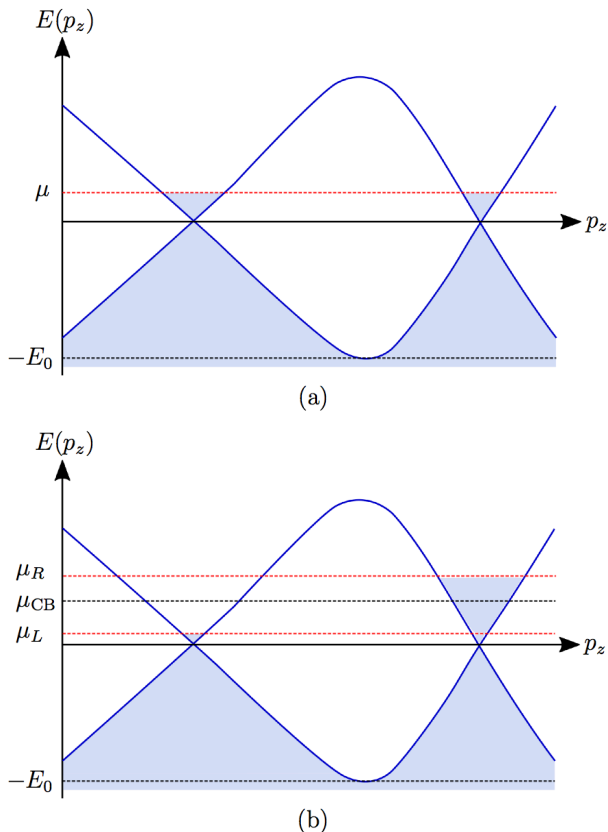 E(p_z)
μ
p_z
−E_0
(a)
E(p_z)
μ_R
μ_CB
μ_L
p_z
−E_0
(b)